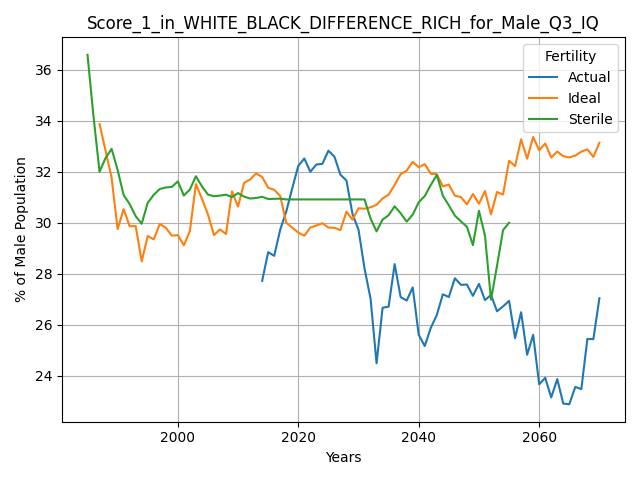 Score_1_in_WHITE_BLACK_DIFFERENCE_RICH_for_Male_Q3_IQ
Fertility
Actual
Ideal
Sterile
% of Male Population
36
34
32
30
28
26
24
2000
2020
2040
2060
Years